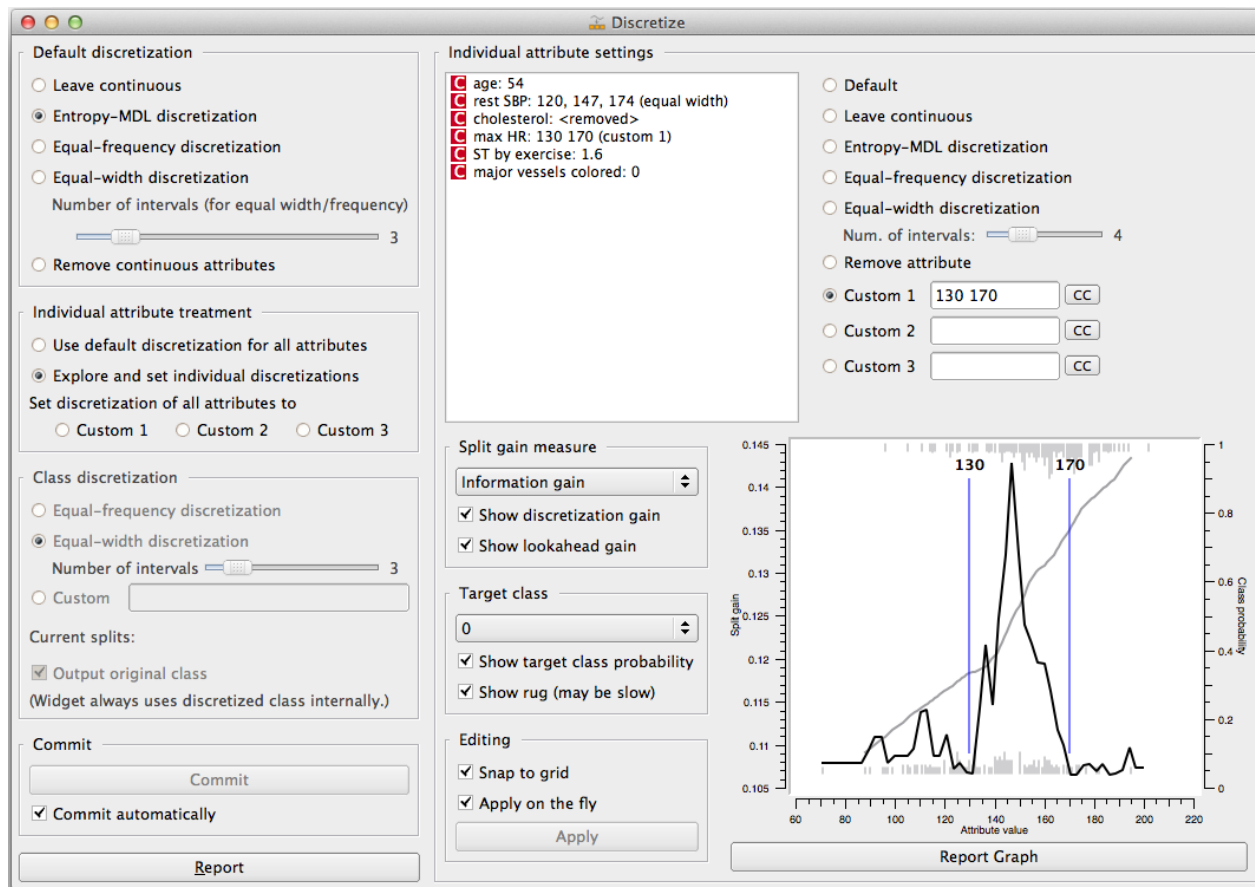 Discretize
Default discretization
Leave continuous
Entropy-MDL discretization
Equal-frequency discretization
Equal-width discretization
Number of intervals (for equal width/frequency)
3
Remove continuous attributes
Individual attribute treatment
Use default discretization for all attributes
Explore and set individual discretizations
Set discretization of all attributes to
Custom 1 Custom 2 Custom 3
Class discretization
Equal-frequency discretization
Equal-width discretization
Number of intervals 3
Custom
Current splits:
Output original class
(Widget always uses discretized class internally.)
Commit
Commit
Commit automatically
Report
Individual attribute settings
C age: 54
C rest SBP: 120, 147, 174 (equal width)
C cholesterol: <removed>
C max HR: 130 170 (custom 1)
C ST by exercise: 1.6
C major vessels colored: 0
Default
Leave continuous
Entropy-MDL discretization
Equal-frequency discretization
Equal-width discretization
Num. of intervals: 4
Remove attribute
Custom 1 130 170 CC
Custom 2 CC
Custom 3 CC
Split gain measure
Information gain
Show discretization gain
Show lookahead gain
Target class
0
Show target class probability
Show rug (may be slow)
Editing
Snap to grid
Apply on the fly
Apply
130 170
0.145
0.14
0.135
0.13
0.125
0.12
0.115
0.11
0.105
Split gain
1
0.8
0.6
0.4
0.2
0
Class probability
60 80 100 120 140 160 180 200 220
Attribute value
Report Graph